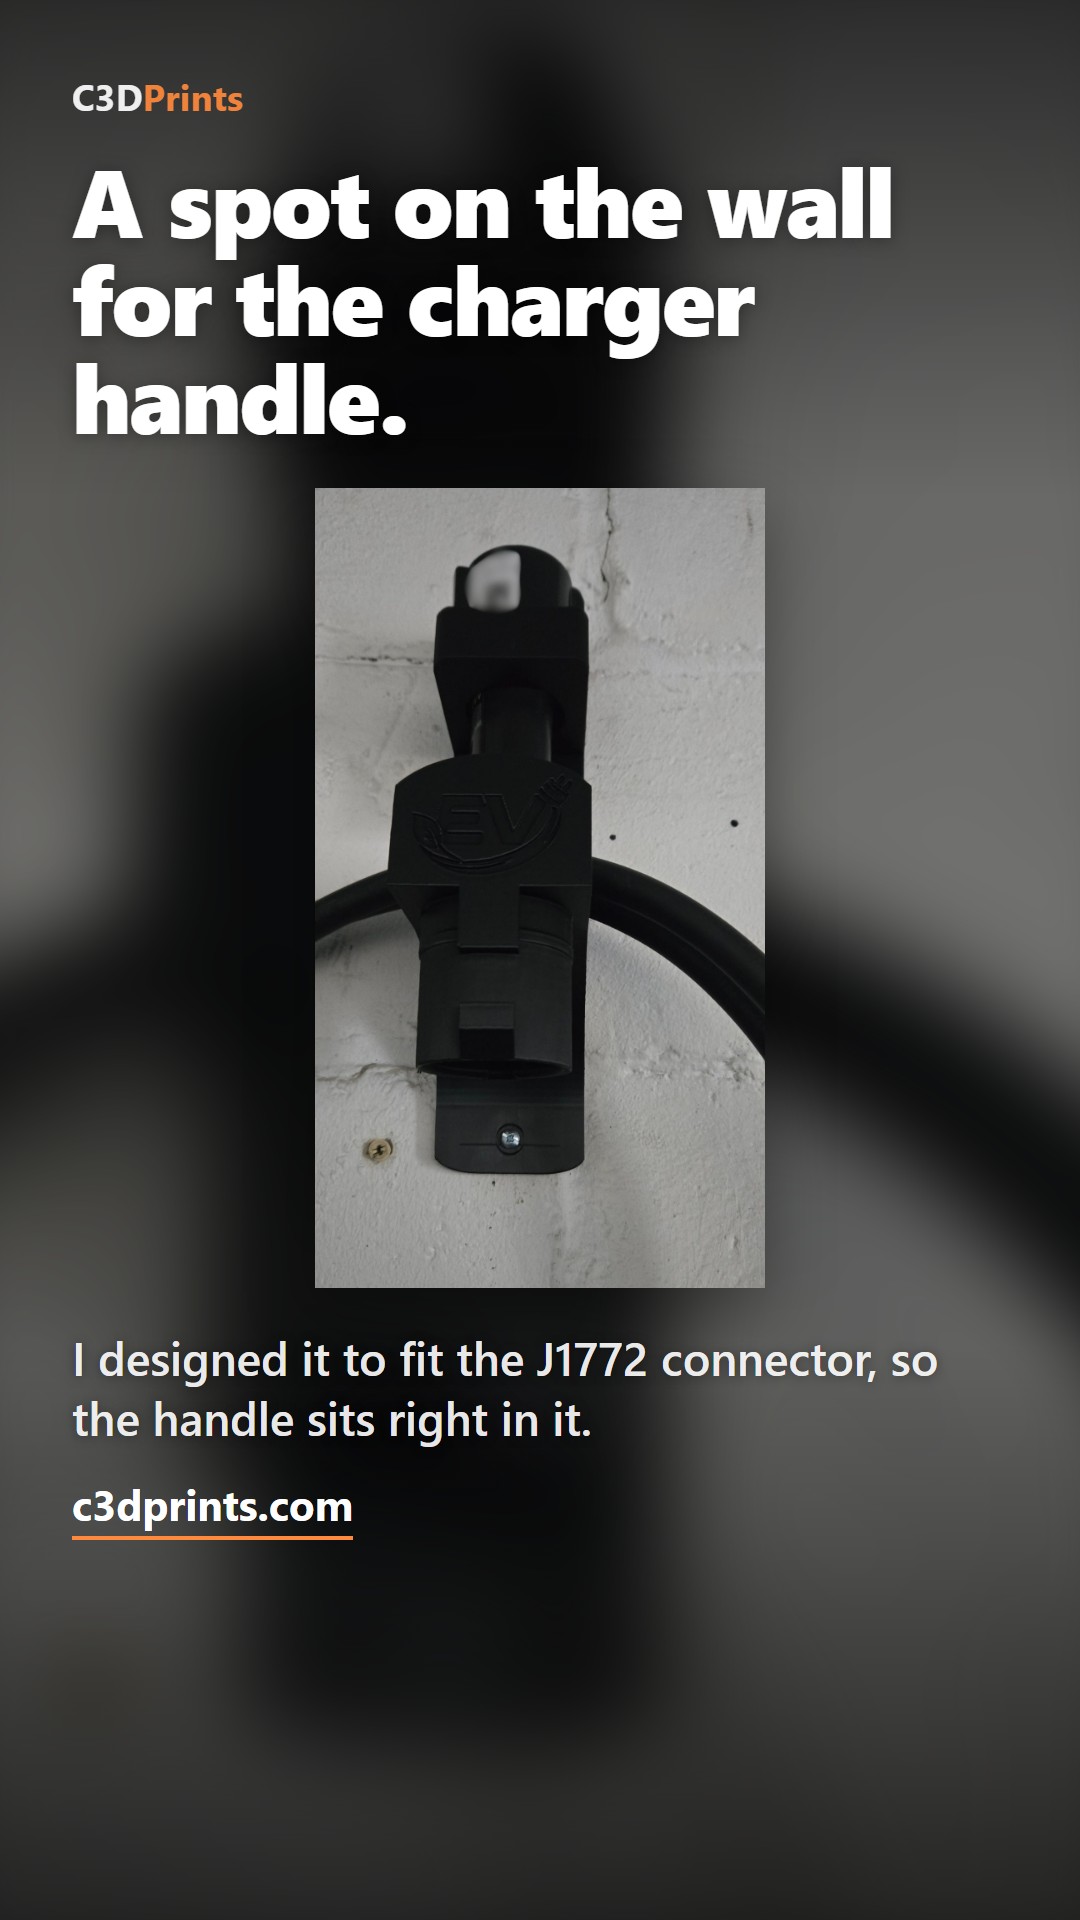 C3DPrints
A spot on the wall
for the charger
handle.
EV
I designed it to fit the J1772 connector, so
the handle sits right in it.
c3dprints.com